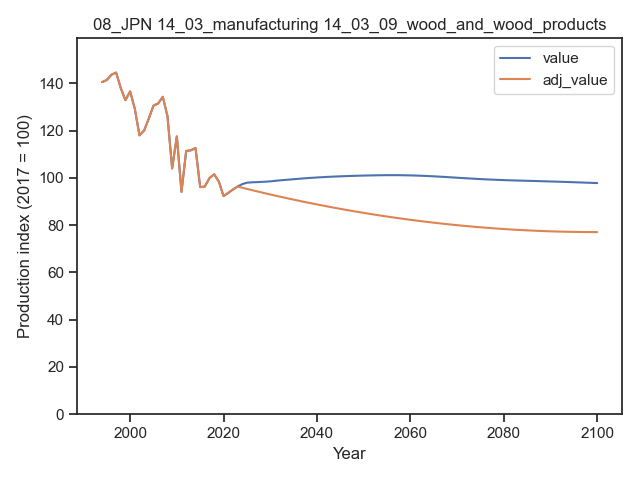 08_JPN 14_03_manufacturing 14_03_09_wood_and_wood_products
value
adj_value
Production index (2017 = 100)
140
120
100
80
60
40
20
0
2000 2020 2040 2060 2080 2100
Year